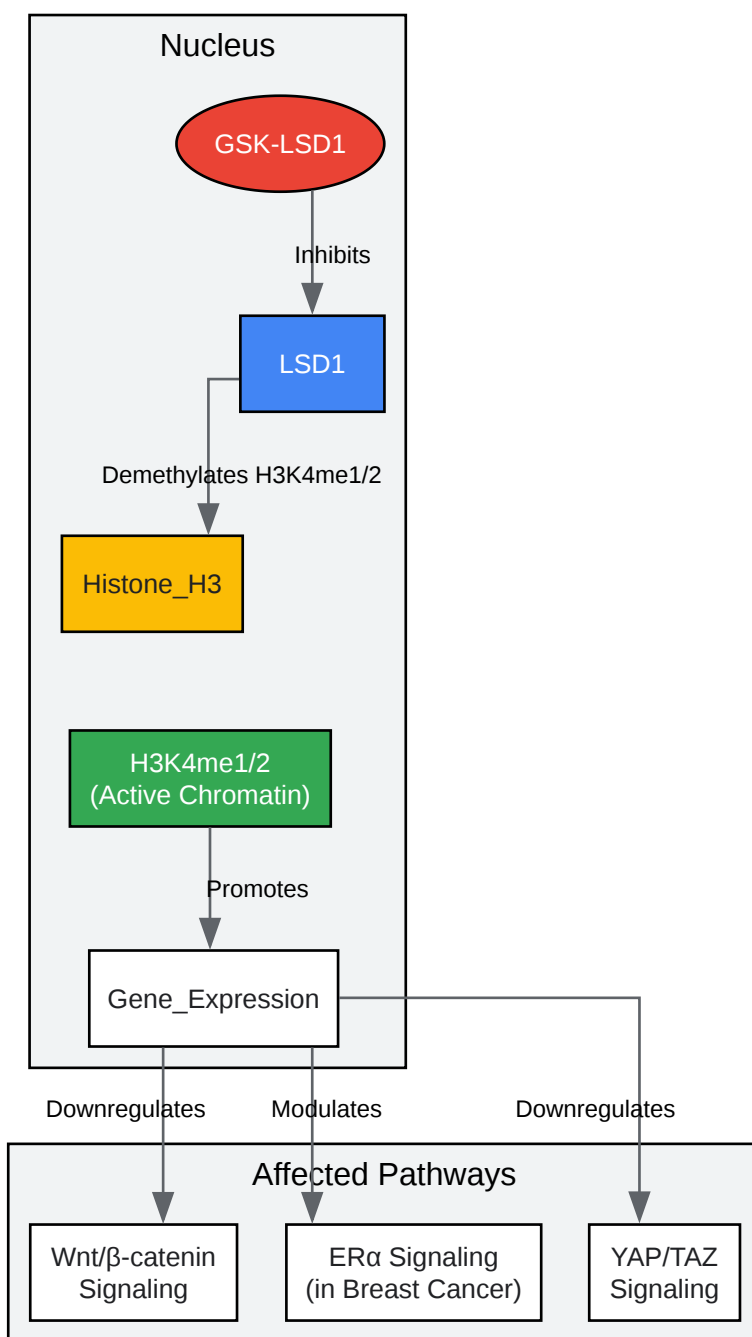 Nucleus
GSK-LSD1
Inhibits
LSD1
Demethylates H3K4me1/2
Histone_H3
H3K4me1/2
(Active Chromatin)
Promotes
Gene_Expression
Downregulates
Modulates
Downregulates
Affected Pathways
Wnt/β-catenin
Signaling
ERα Signaling
(in Breast Cancer)
YAP/TAZ
Signaling